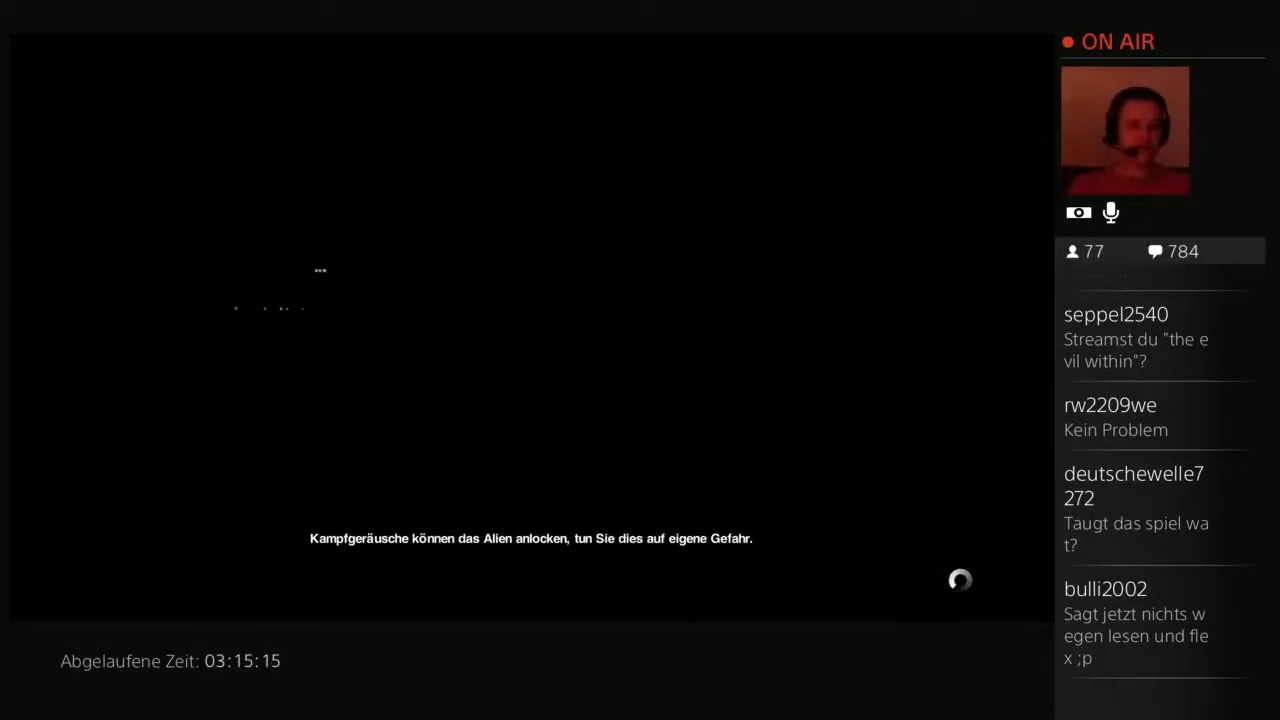 ON AIR
77 784
seppel2540
Streamst du "the e
vil within"?
rw2209we
Kein Problem
deutschewelle7
272
Taugt das spiel wa
t?
bulli2002
Sagt jetzt nichts w
egen lesen und fle
x ;p
Kampfgeräusche können das Alien anlocken, tun Sie dies auf eigene Gefahr.
Abgelaufene Zeit: 03:15:15